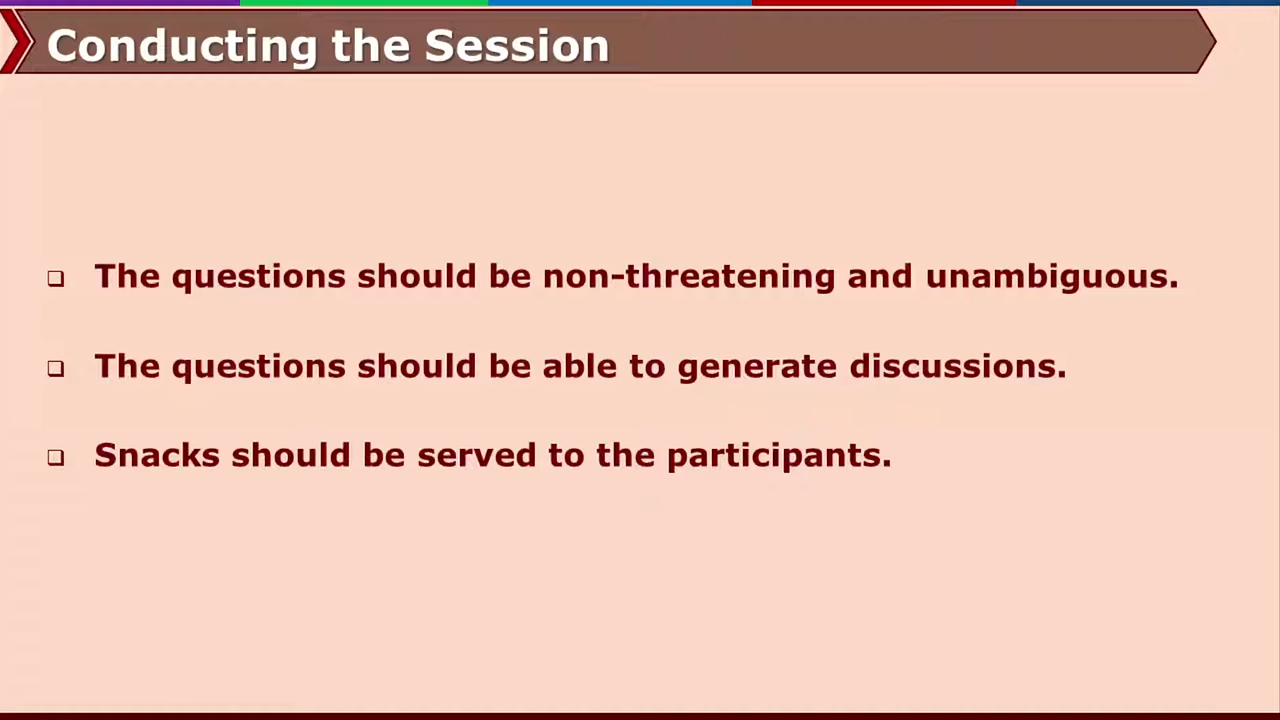 Conducting the Session
The questions should be non-threatening and unambiguous.
The questions should be able to generate discussions.
Snacks should be served to the participants.